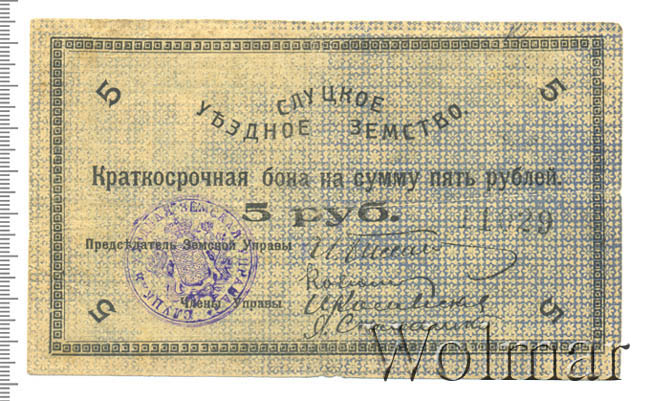 5 5
СЛУЦКОЕ
УѢЗДНОЕ ЗЕМСТВО.
Краткосрочная бона на сумму пять рублей.
5 руб.
Предсѣдатель Земской Управы
Члены Управы
5 5
Wolmar